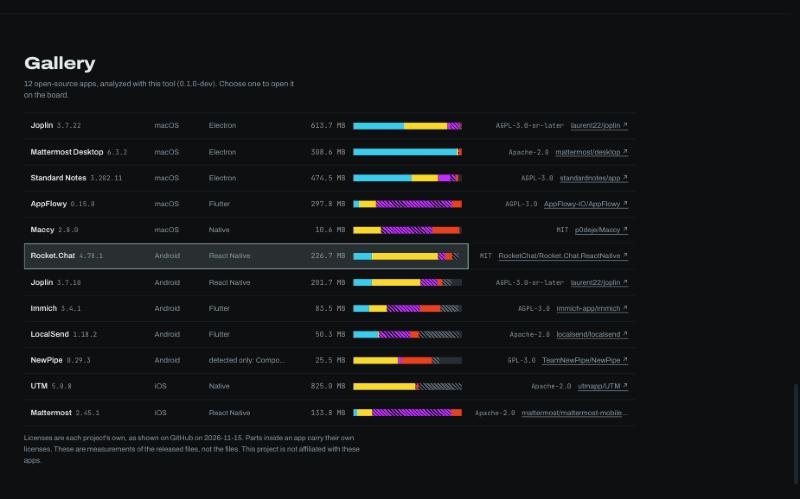 Gallery
12 open-source apps, analyzed with this tool (0.1.0-dev). Choose one to open it
on the board.
Joplin 3.7.22 macOS Electron 613.7 MB AGPL-3.0-or-later laurent22/joplin ↗
Mattermost Desktop 6.3.2 macOS Electron 308.6 MB Apache-2.0 mattermost/desktop ↗
Standard Notes 3.202.11 macOS Electron 474.5 MB AGPL-3.0 standardnotes/app ↗
AppFlowy 0.15.0 macOS Flutter 297.8 MB AGPL-3.0 AppFlowy-IO/AppFlowy ↗
Maccy 2.8.0 macOS Native 10.6 MB MIT p0deje/Maccy ↗
Rocket.Chat 4.78.1 Android React Native 226.7 MB MIT RocketChat/Rocket.Chat.ReactNative ↗
Joplin 3.7.10 Android React Native 201.7 MB AGPL-3.0-or-later laurent22/joplin ↗
Immich 3.4.1 Android Flutter 83.5 MB AGPL-3.0 immich-app/immich ↗
LocalSend 1.18.2 Android Flutter 50.3 MB Apache-2.0 localsend/localsend ↗
NewPipe 0.29.3 Android detected only: Compo... 25.5 MB GPL-3.0 TeamNewPipe/NewPipe ↗
UTM 5.0.8 iOS Native 825.0 MB Apache-2.0 utmapp/UTM ↗
Mattermost 2.45.1 iOS React Native 133.8 MB Apache-2.0 mattermost/mattermost-mobile...
Licenses are each project's own, as shown on GitHub on 2026-11-15. Parts inside an app carry their own
licenses. These are measurements of the released files, not the files. This project is not affiliated with these
apps.